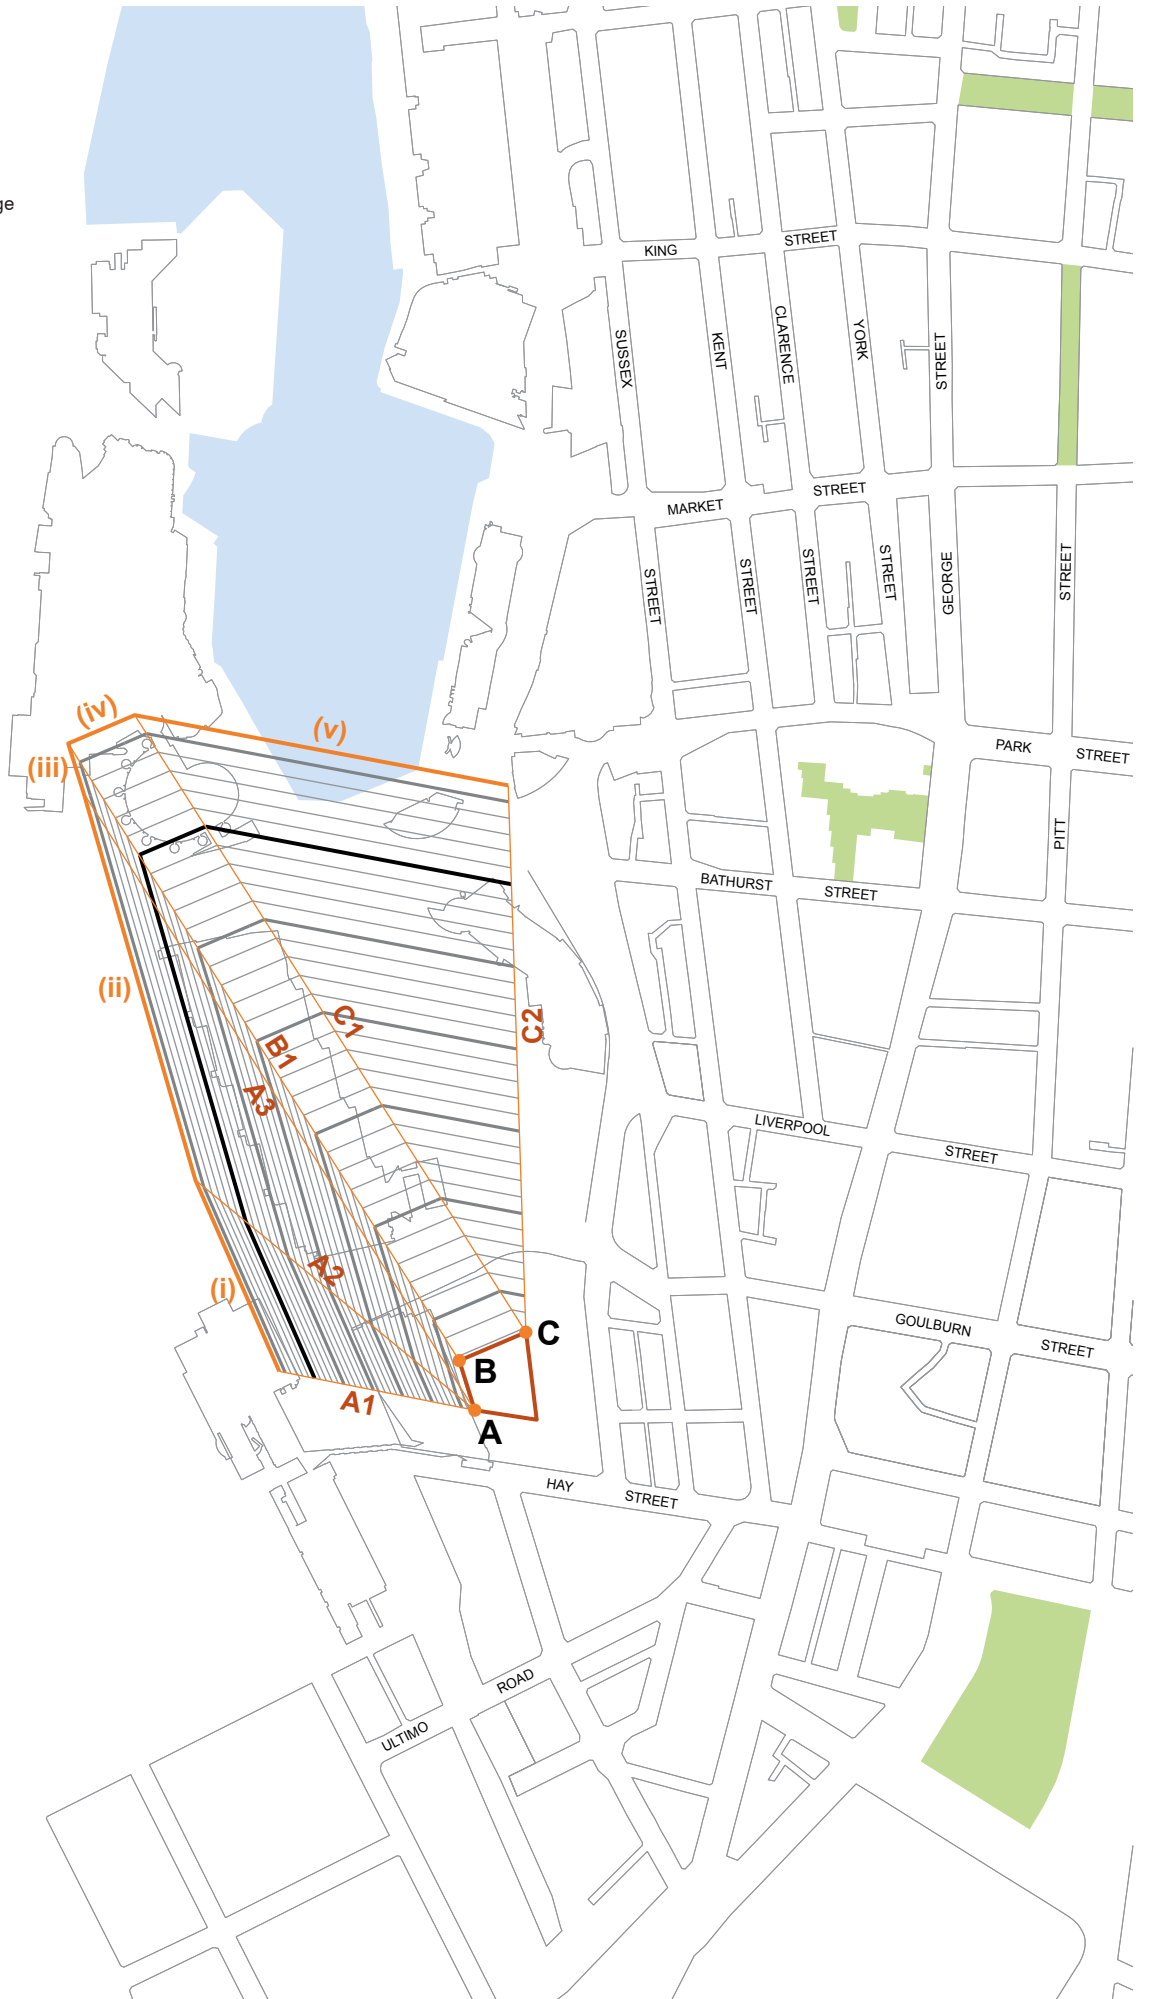 ge
KING
STREET
SUSSEX
KENT
CLARENCE
YORK
STREET
MARKET
STREET
STREET
STREET
STREET
STREET
GEORGE
STREET
(iv)
(v)
(iii)
PARK
STREET
PITT
BATHURST
STREET
(ii)
C1
C2
B1
A3
LIVERPOOL
STREET
A2
(i)
GOULBURN
STREET
C
B
A1
A
HAY
STREET
ROAD
ULTIMO